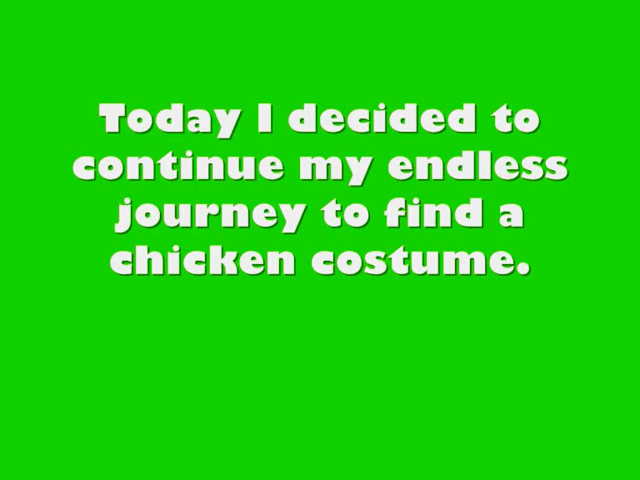 Today I decided to
continue my endless
journey to find a
chicken costume.